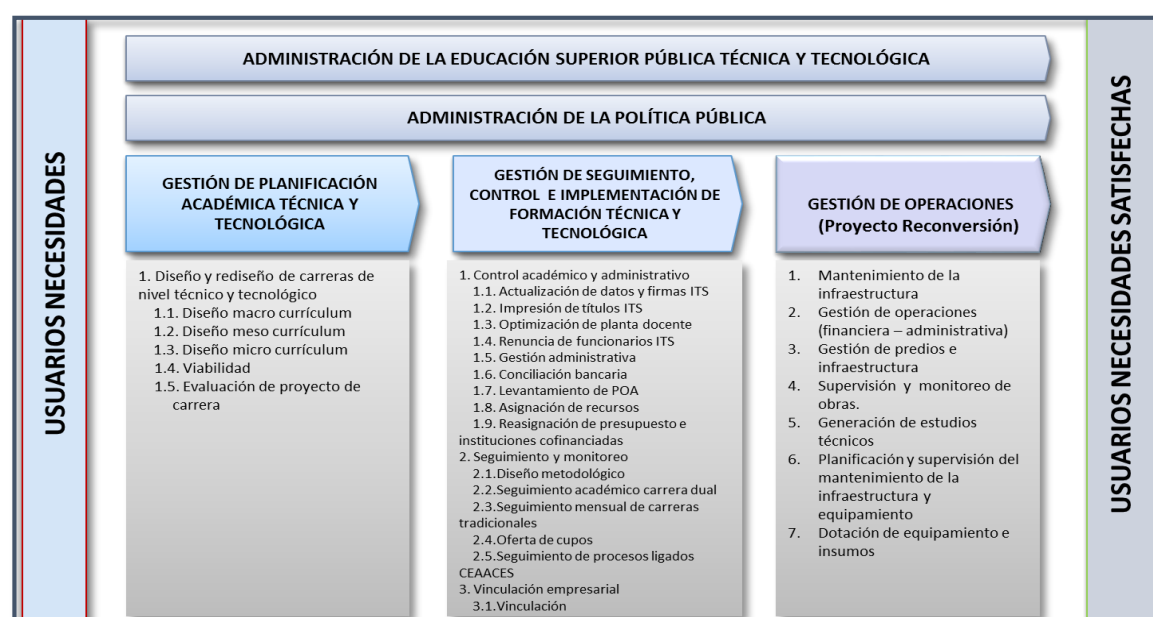 USUARIOS NECESIDADES
ADMINISTRACIÓN DE LA EDUCACIÓN SUPERIOR PÚBLICA TÉCNICA Y TECNOLÓGICA
ADMINISTRACIÓN DE LA POLÍTICA PÚBLICA
GESTIÓN DE PLANIFICACIÓN
ACADÉMICA TÉCNICA Y
TECNOLÓGICA
1. Diseño y rediseño de carreras de
nivel técnico y tecnológico
1.1. Diseño macro currículum
1.2. Diseño meso currículum
1.3. Diseño micro currículum
1.4. Viabilidad
1.5. Evaluación de proyecto de
carrera
GESTIÓN DE SEGUIMIENTO,
CONTROL E IMPLEMENTACIÓN DE
FORMACIÓN TÉCNICA Y
TECNOLÓGICA
1. Control académico y administrativo
1.1. Actualización de datos y firmas ITS
1.2. Impresión de títulos ITS
1.3. Optimización de planta docente
1.4. Renuncia de funcionarios ITS
1.5. Gestión administrativa
1.6. Conciliación bancaria
1.7. Levantamiento de POA
1.8. Asignación de recursos
1.9. Reasignación de presupuesto e
instituciones cofinanciadas
2. Seguimiento y monitoreo
2.1.Diseño metodológico
2.2.Seguimiento académico carrera dual
2.3.Seguimiento mensual de carreras
tradicionales
2.4.Oferta de cupos
2.5.Seguimiento de procesos ligados
CEAACES
3. Vinculación empresarial
3.1.Vinculación
GESTIÓN DE OPERACIONES
(Proyecto Reconversión)
1. Mantenimiento de la
infraestructura
2. Gestión de operaciones
(financiera – administrativa)
3. Gestión de predios e
infraestructura
4. Supervisión y monitoreo de
obras.
5. Generación de estudios
técnicos
6. Planificación y supervisión del
mantenimiento de la
infraestructura y
equipamiento
7. Dotación de equipamiento e
insumos
USUARIOS NECESIDADES SATISFECHAS